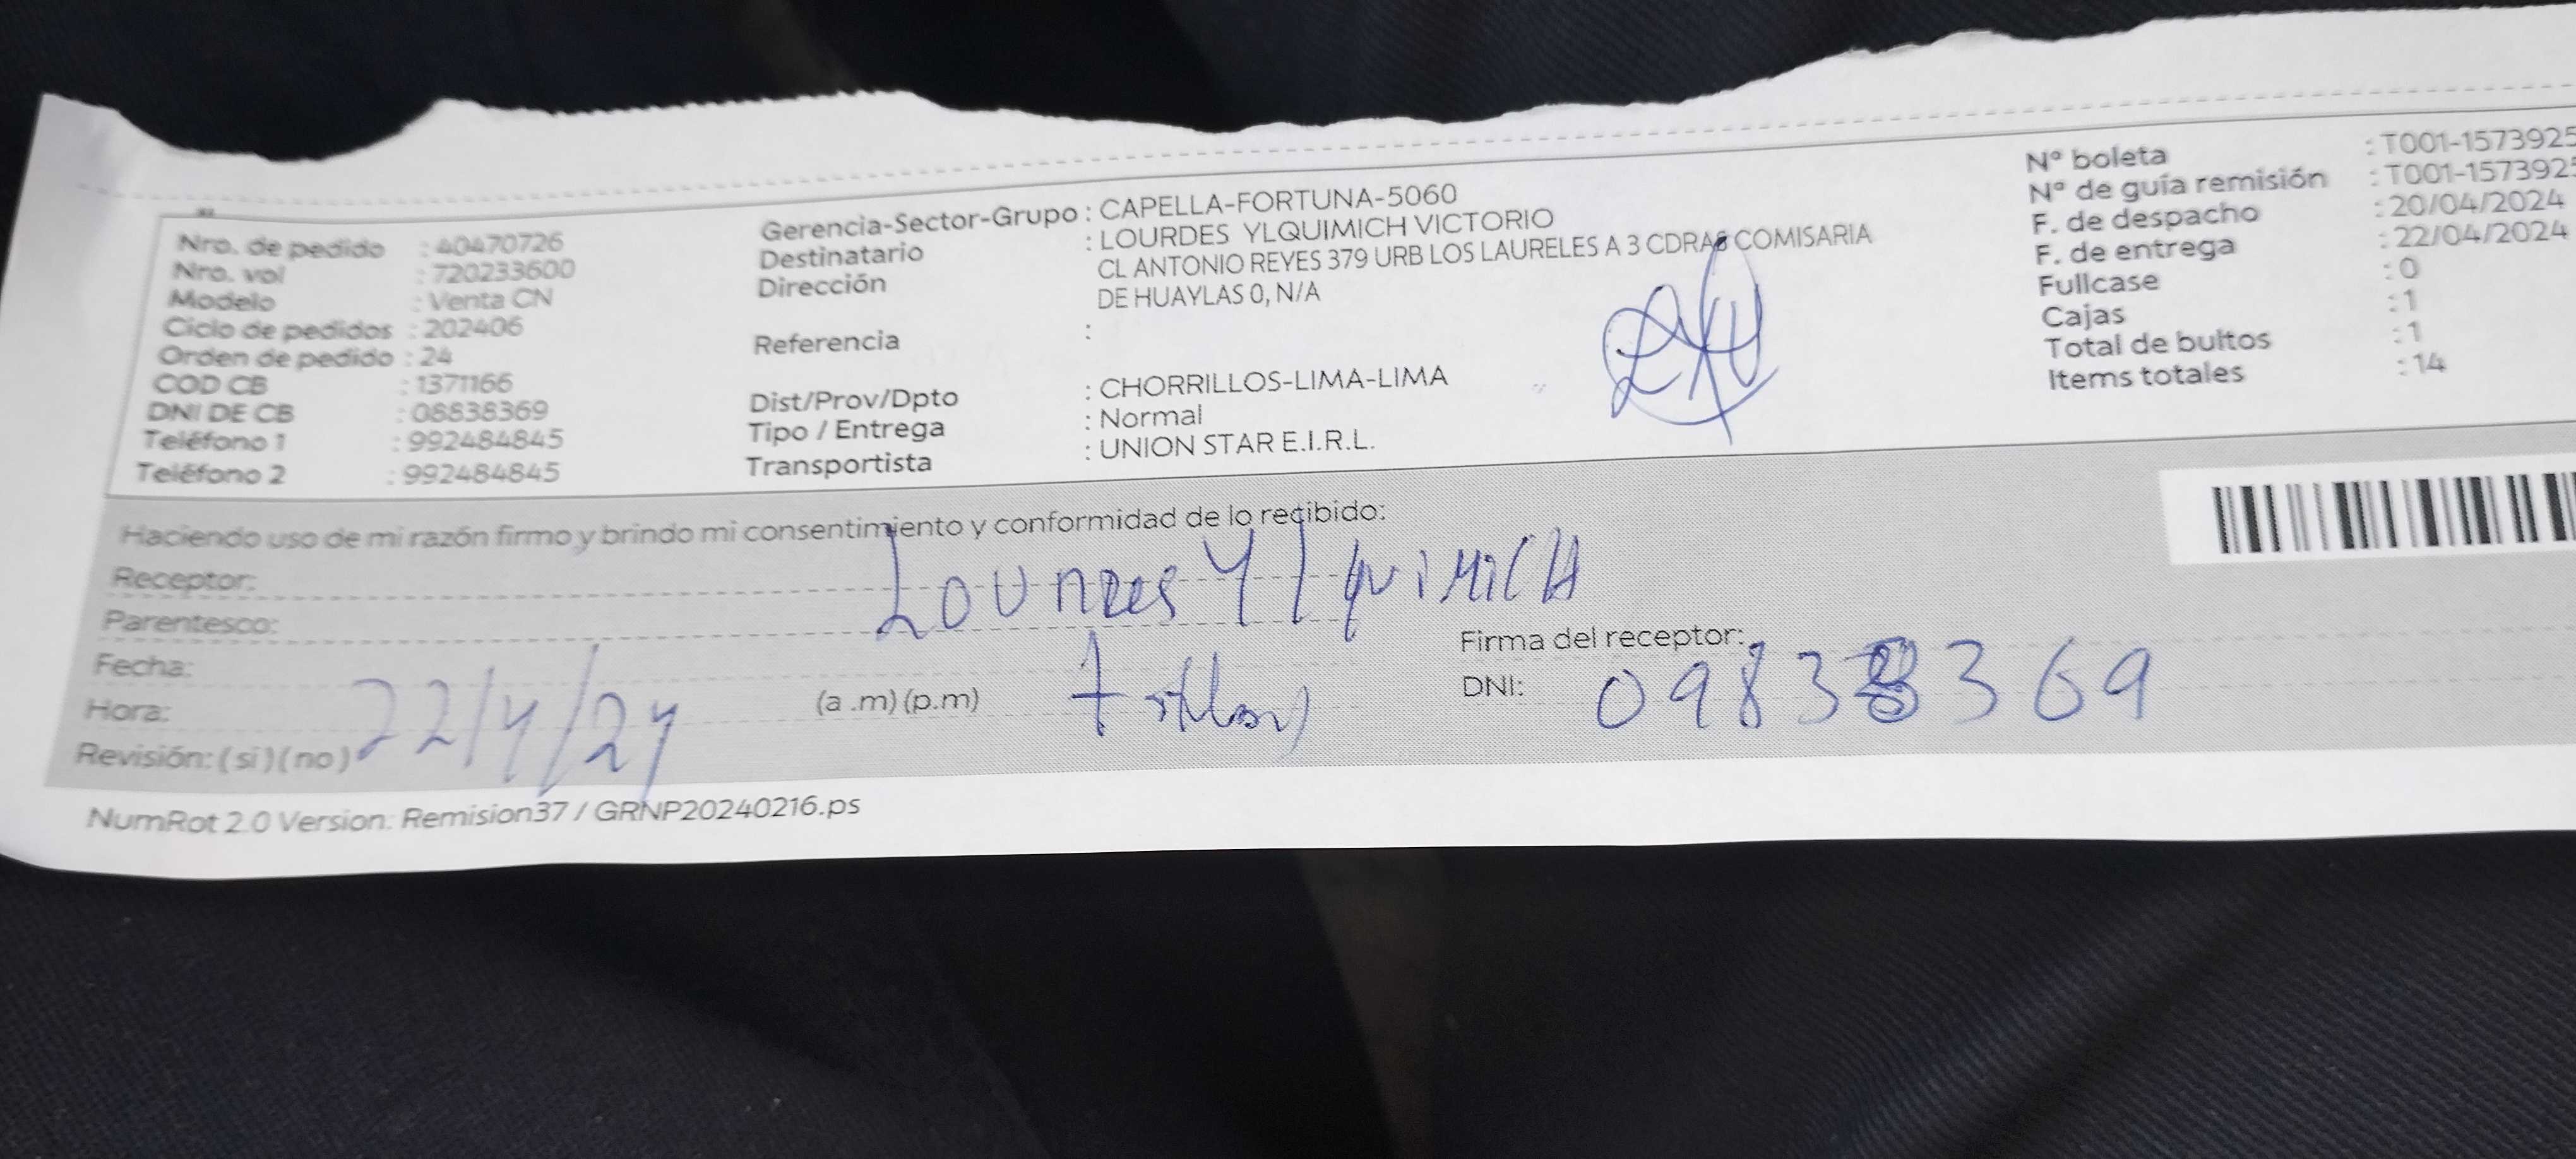 Nro. de pedido : 40470726
Nro. vol : 720233600
Modelo : Venta CN
Ciclo de pedidos : 202406
Orden de pedido : 24
COD CB : 1371166
DNI DE CB : 08838369
Teléfono 1 : 992484845
Teléfono 2 : 992484845
Gerencia-Sector-Grupo : CAPELLA-FORTUNA-5060
Destinatario : LOURDES YLQUIMICH VICTORIO
Dirección CL ANTONIO REYES 379 URB LOS LAURELES A 3 CDRAS COMISARIA
DE HUAYLAS 0, N/A
Referencia :
Dist/Prov/Dpto : CHORRILLOS-LIMA-LIMA
Tipo / Entrega : Normal
Transportista : UNION STAR E.I.R.L.
N° boleta : T001-1573925
N° de guía remisión : T001-157392
F. de despacho : 20/04/2024
F. de entrega : 22/04/2024
Fullcase : 0
Cajas : 1
Total de bultos : 1
Items totales : 14
Haciendo uso de mi razón firmo y brindo mi consentimiento y conformidad de lo recibido:
Receptor: Lourdes Ylquimich
Parentesco:
Fecha: 22/4/24
Hora: (a .m) (p.m)
Revisión: ( si ) ( no )
Firma del receptor:
DNI: 09838369
NumRot 2.0 Version: Remision37 / GRNP20240216.ps